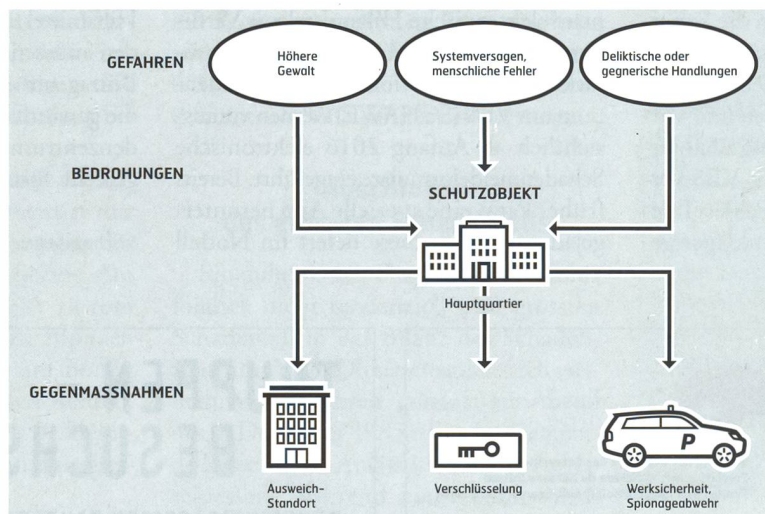 GEFAHREN
Höhere
Gewalt
Systemversagen,
menschliche Fehler
Deliktische oder
gegnerische Handlungen
BEDROHUNGEN
SCHUTZOBJEKT
Hauptquartier
GEGENMASSNAHMEN
P
Ausweich-
Standort
Verschlüsselung
Werksicherheit,
Spionageabwehr